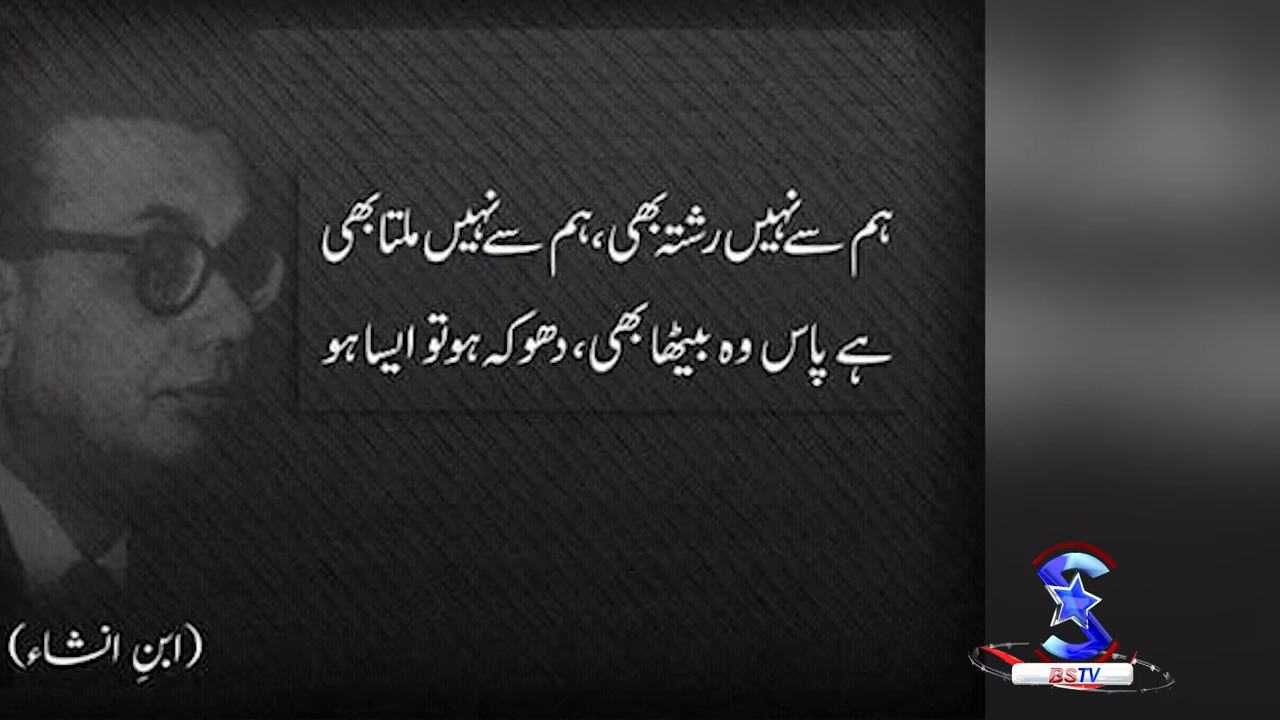 ہم سے نہیں رشتہ بھی، ہم سے نہیں ملتا بھی
ہے پاس وہ بیٹھا بھی، دھوکہ ہو تو ایسا ہو
(ابنِ انشاء)
BSTV